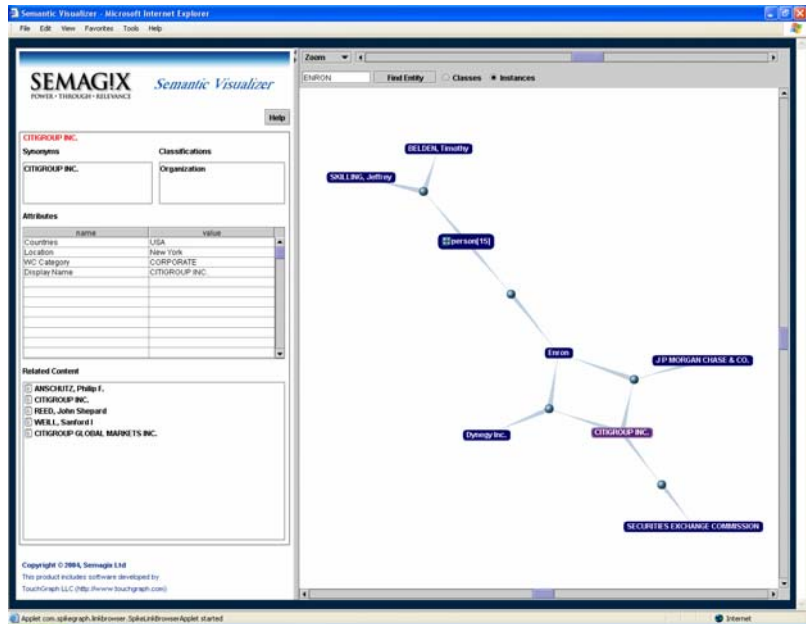 Semantic Visualizer - Microsoft Internet Explorer
File Edit View Favorites Tools Help
SEMAGIX
POWER · THROUGH · RELEVANCE
Semantic Visualizer
Help
CITIGROUP INC.
Synonyms Classifications
CITIGROUP INC. Organization
Attributes
name value
Countries USA
Location New York
WC Category CORPORATE
Display Name CITIGROUP INC.
Related Content
ANSCHUTZ, Philip F.
CITIGROUP INC.
REED, John Shepard
WEILL, Sanford I
CITIGROUP GLOBAL MARKETS INC.
Copyright © 2004, Semagix Ltd
This product includes software developed by
TouchGraph LLC (http://www.touchgraph.com)
Zoom
ENRON Find Entity Classes Instances
BELDEN, Timothy
SKILLING, Jeffrey
person[15]
Enron
J P MORGAN CHASE & CO.
Dynegy Inc.
CITIGROUP INC.
SECURITIES EXCHANGE COMMISSION
Applet com.spikegraph.linkbrowser.SpikeLinkBrowserApplet started Internet